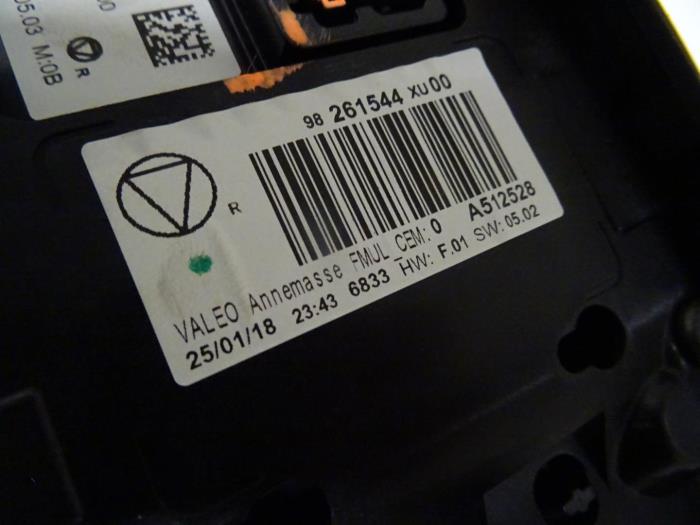 05.03 M:0B
R
98 261544 XU 00
R
A512528
VALEO Annemasse FMUL CEM: 0
25/01/18 23:43 6833 HW: F.01 SW: 05.02